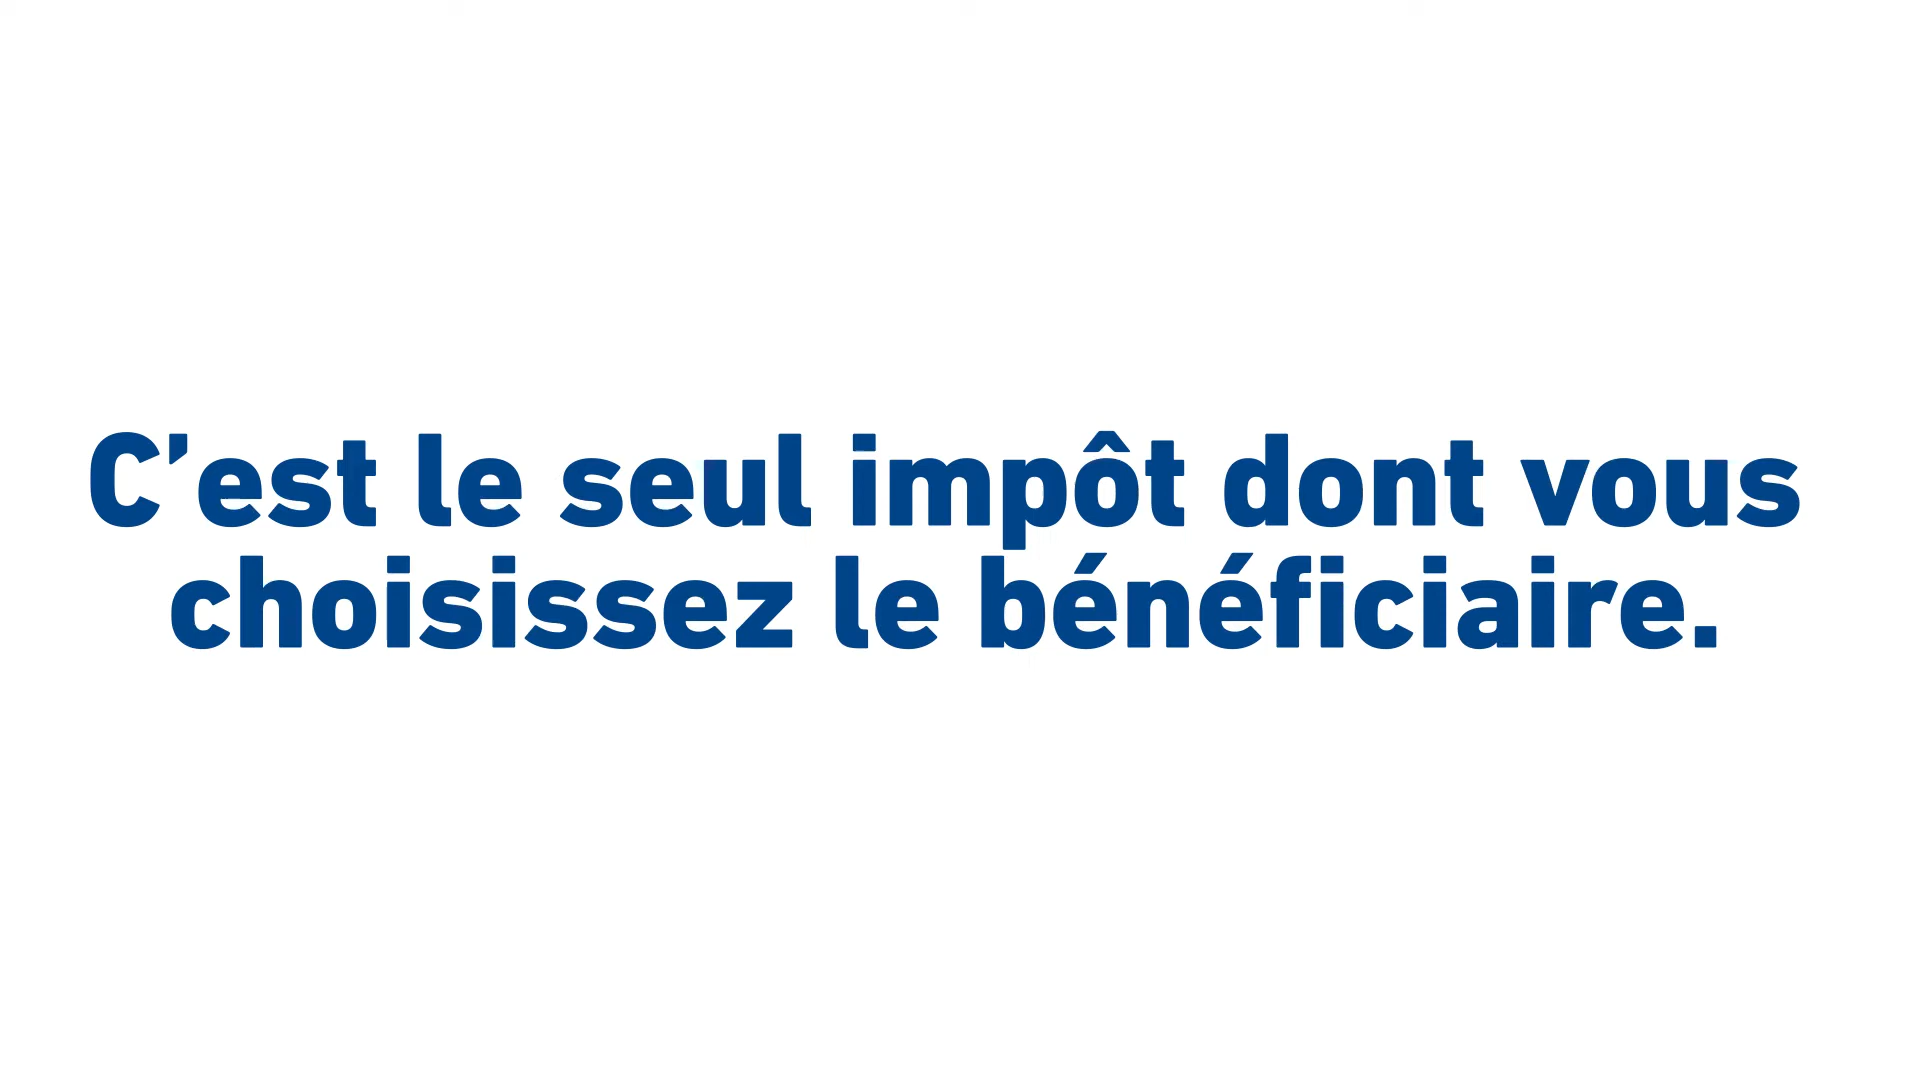 C’est le seul impôt dont vous
choisissez le bénéficiaire.